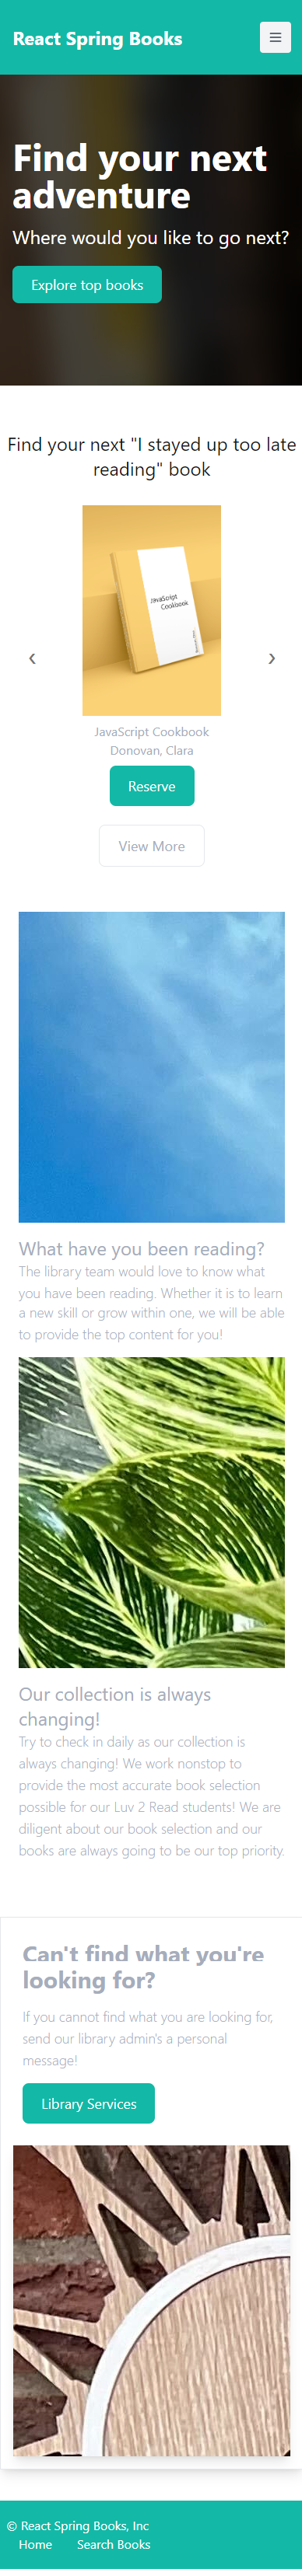 React Spring Books
Find your next
adventure
Where would you like to go next?
Explore top books
Find your next "I stayed up too late
reading" book
JavaScript
Cookbook
‹
›
JavaScript Cookbook
Donovan, Clara
Reserve
View More
What have you been reading?
The library team would love to know what
you have been reading. Whether it is to learn
a new skill or grow within one, we will be able
to provide the top content for you!
Our collection is always
changing!
Try to check in daily as our collection is
always changing! We work nonstop to
provide the most accurate book selection
possible for our Luv 2 Read students! We are
diligent about our book selection and our
books are always going to be our top priority.
Can't find what you're
looking for?
If you cannot find what you are looking for,
send our library admin's a personal
message!
Library Services
© React Spring Books, Inc
Home Search Books